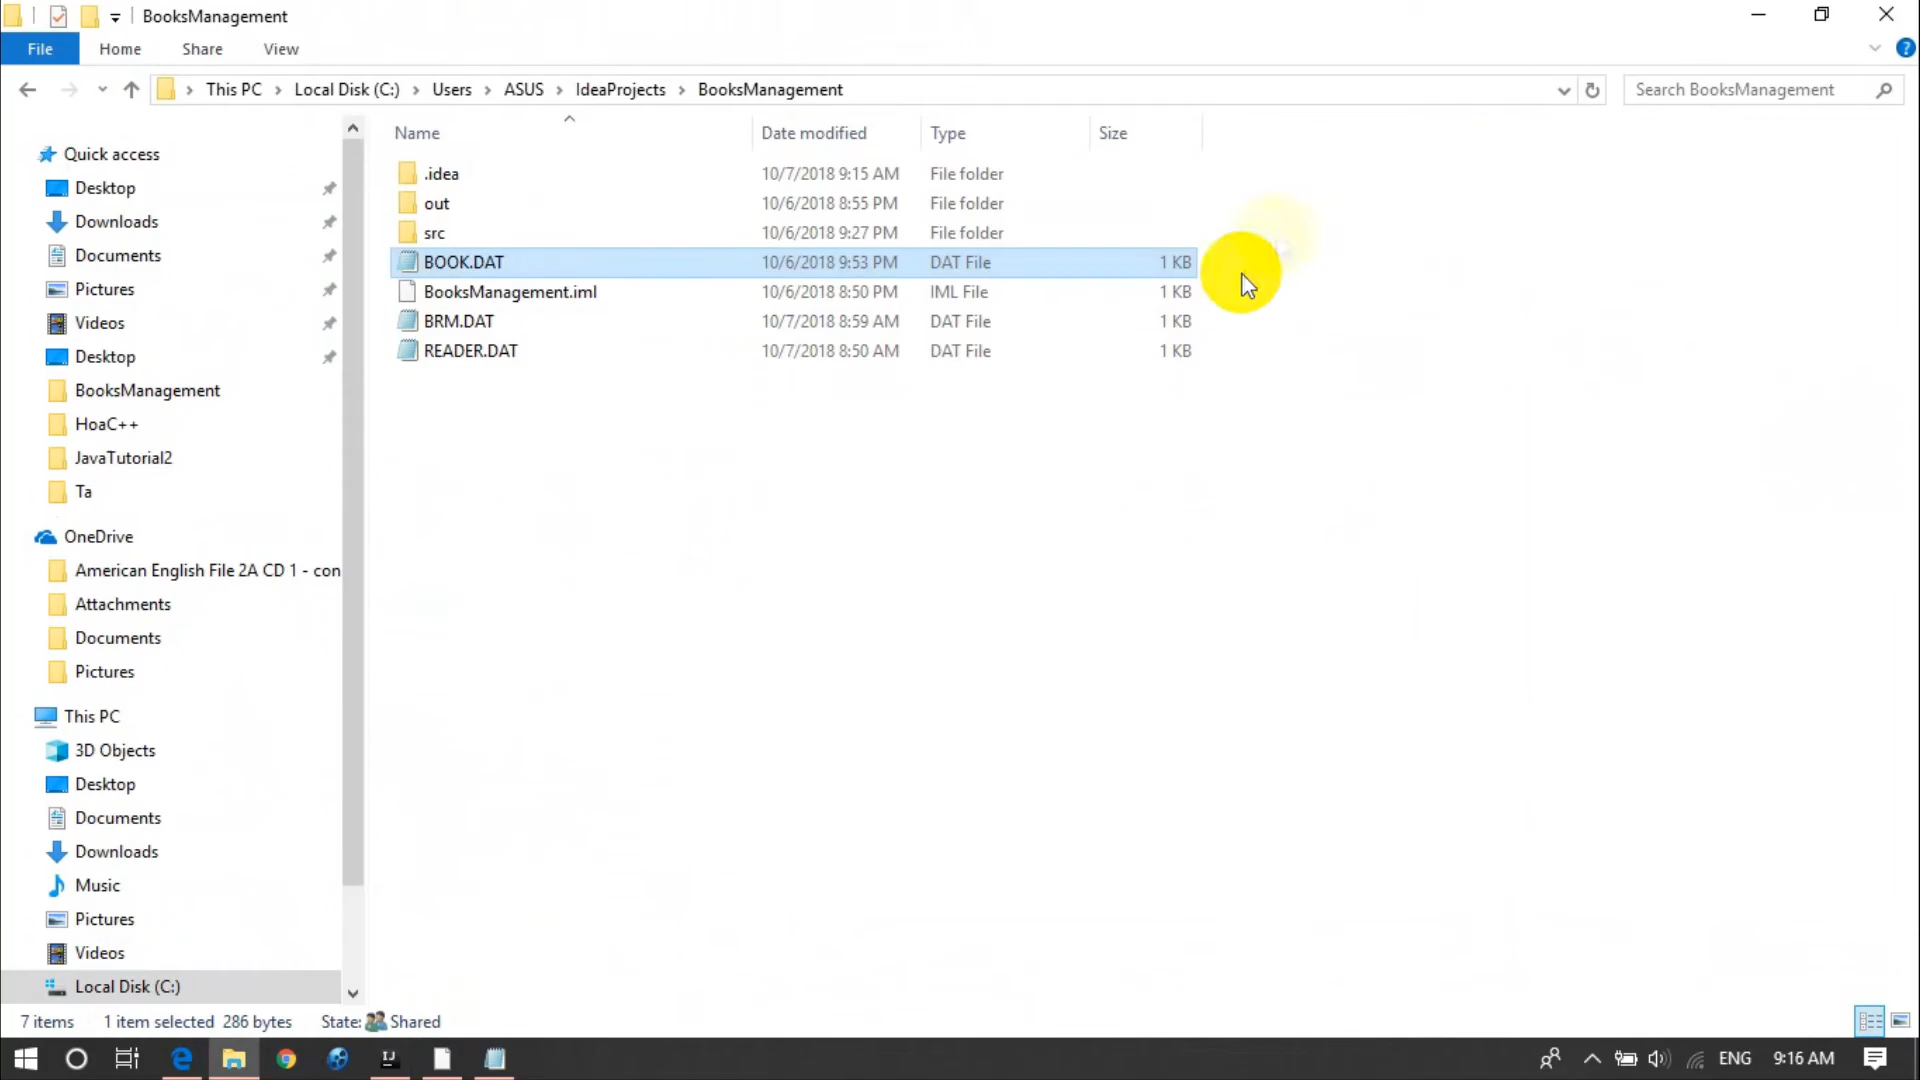 BooksManagement
File Home Share View
This PC Local Disk (C:) Users ASUS IdeaProjects BooksManagement
Search BooksManagement
Name Date modified Type Size
Quick access
Desktop
Downloads
Documents
Pictures
Videos
Desktop
BooksManagement
HoaC++
JavaTutorial2
Ta
OneDrive
American English File 2A CD 1 - con
Attachments
Documents
Pictures
This PC
3D Objects
Desktop
Documents
Downloads
Music
Pictures
Videos
Local Disk (C:)
.idea 10/7/2018 9:15 AM File folder
out 10/6/2018 8:55 PM File folder
src 10/6/2018 9:27 PM File folder
BOOK.DAT 10/6/2018 9:53 PM DAT File 1 KB
BooksManagement.iml 10/6/2018 8:50 PM IML File 1 KB
BRM.DAT 10/7/2018 8:59 AM DAT File 1 KB
READER.DAT 10/7/2018 8:50 AM DAT File 1 KB
7 items 1 item selected 286 bytes State: Shared
IJ ENG 9:16 AM